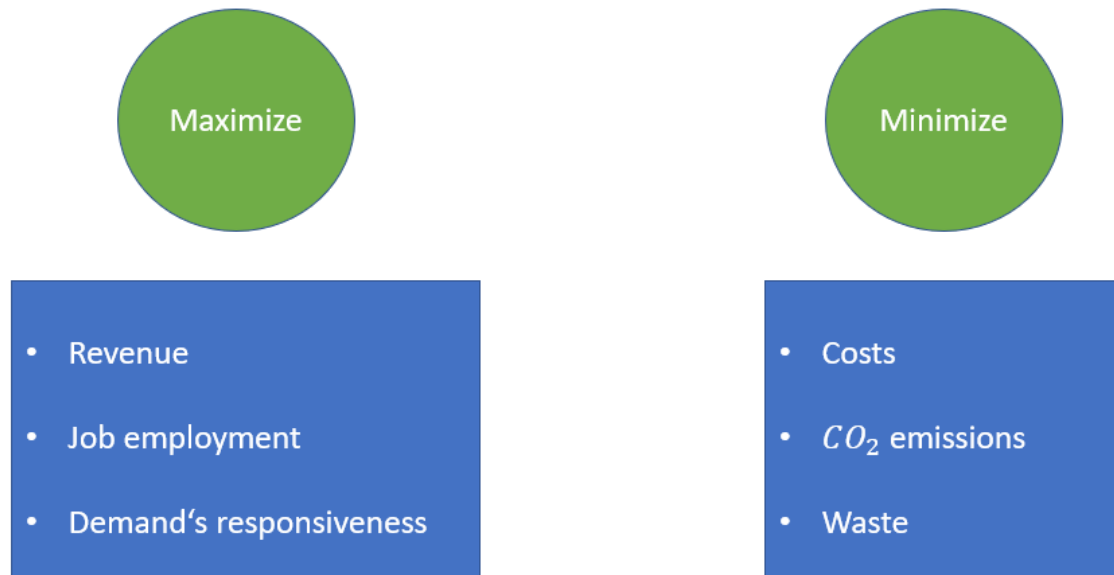 Maximize
Minimize
• Revenue
• Job employment
• Demand‘s responsiveness
• Costs
• CO₂ emissions
• Waste